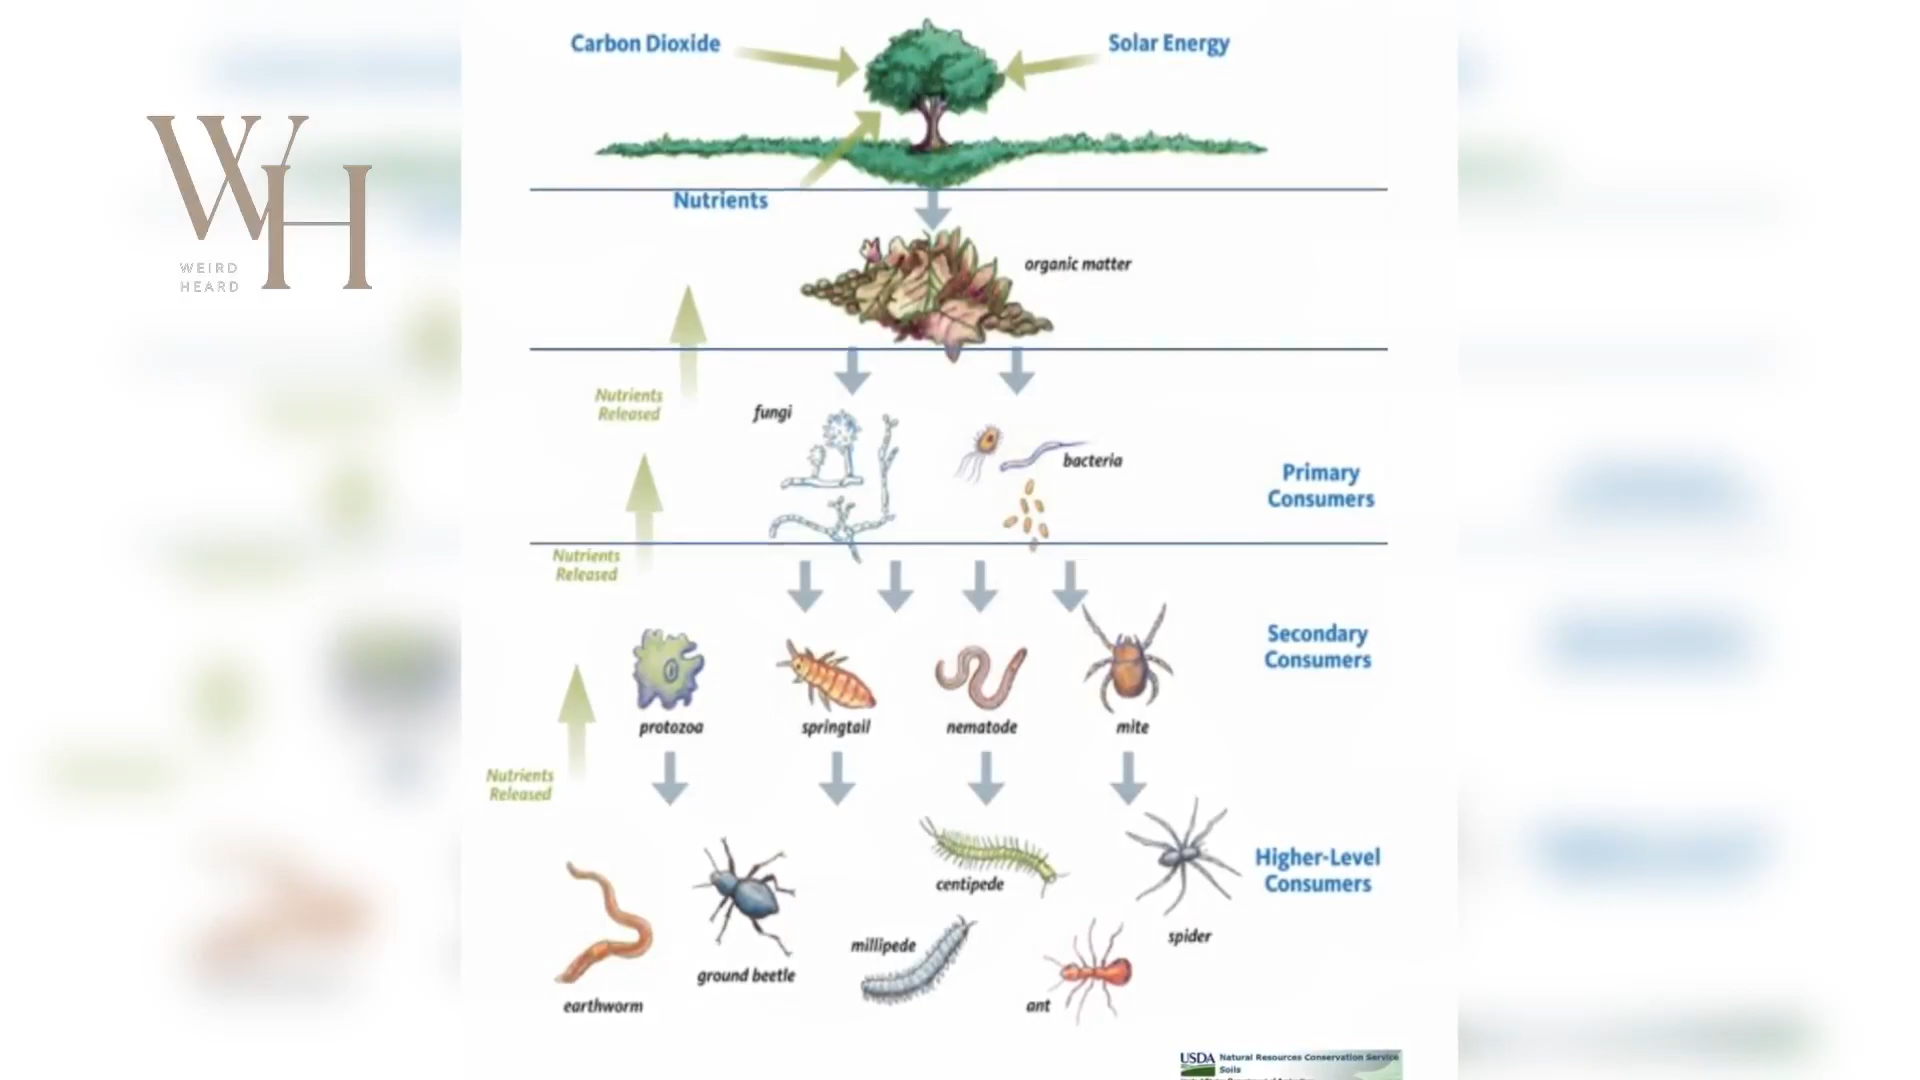 Carbon Dioxide
Solar Energy
WH
WEIRD
HEARD
Nutrients
organic matter
Nutrients
Released
fungi
bacteria
Primary
Consumers
Nutrients
Released
Secondary
Consumers
protozoa
springtail
nematode
mite
Nutrients
Released
Higher-Level
Consumers
centipede
spider
millipede
ground beetle
earthworm
ant
USDA Natural Resources Conservation Service
Soils